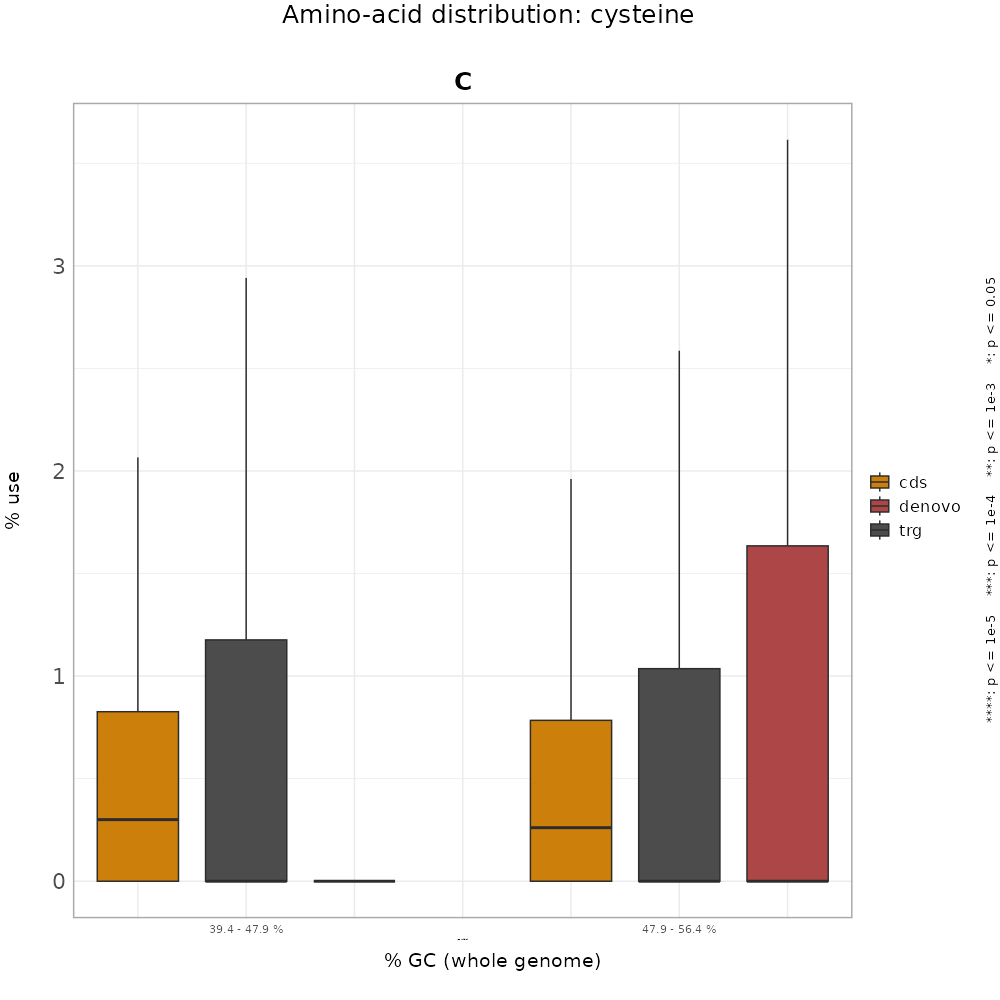 Amino-acid distribution: cysteine
C
% use
3
2
1
0
39.4 - 47.9 %
47.9 - 56.4 %
% GC (whole genome)
cds
denovo
trg
****: p <= 1e-5    ***: p <= 1e-4    **: p <= 1e-3    *: p <= 0.05